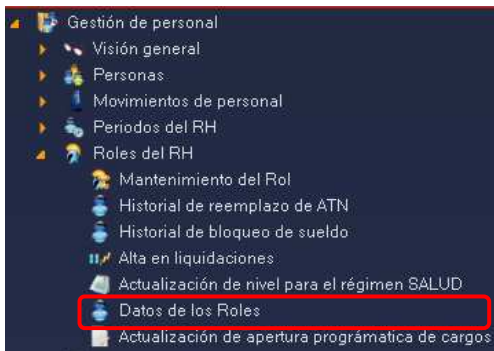 Gestión de personal
Visión general
Personas
Movimientos de personal
Periodos del RH
Roles del RH
Mantenimiento del Rol
Historial de reemplazo de ATN
Historial de bloqueo de sueldo
Alta en liquidaciones
Actualización de nivel para el régimen SALUD
Datos de los Roles
Actualización de apertura prográmatica de cargos